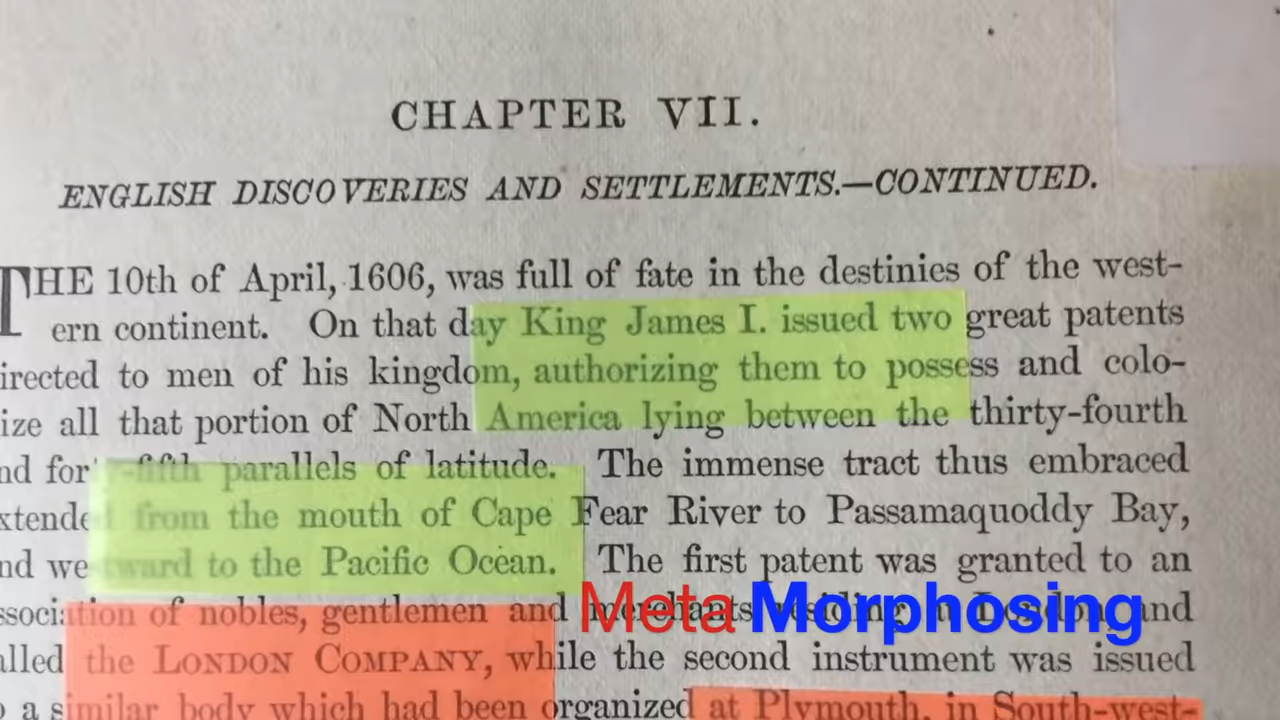 CHAPTER VII.
ENGLISH DISCOVERIES AND SETTLEMENTS.—CONTINUED.
THE 10th of April, 1606, was full of fate in the destinies of the west-
ern continent. On that day King James I. issued two great patents
irected to men of his kingdom, authorizing them to possess and colo-
ize all that portion of North America lying between the thirty-fourth
nd forty-fifth parallels of latitude. The immense tract thus embraced
xtended from the mouth of Cape Fear River to Passamaquoddy Bay,
nd westward to the Pacific Ocean. The first patent was granted to an
ssociation of nobles, gentlemen and merchants residing in London, and
alled the LONDON COMPANY, while the second instrument was issued
o a similar body which had been organized at Plymouth, in South-west-
Meta Morphosing